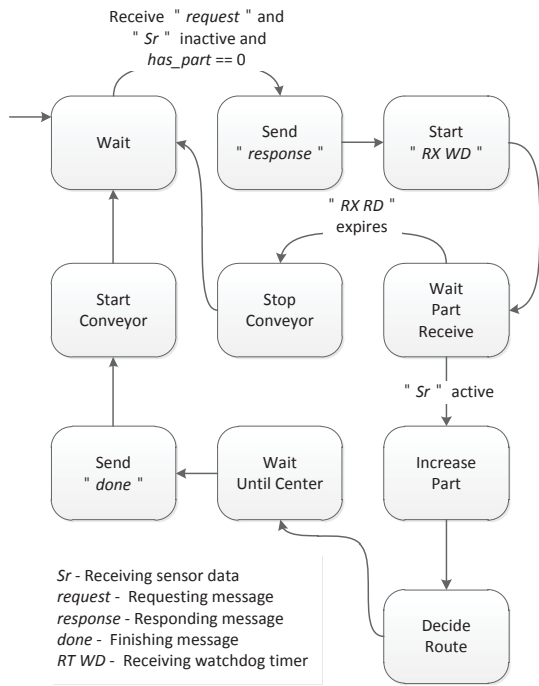 Receive " request " and
" Sr " inactive and
has_part == 0
Wait
Send
" response "
Start
" RX WD "
" RX RD "
expires
Start
Conveyor
Stop
Conveyor
Wait
Part
Receive
" Sr " active
Send
" done "
Wait
Until Center
Increase
Part
Sr - Receiving sensor data
request - Requesting message
response - Responding message
done - Finishing message
RT WD - Receiving watchdog timer
Decide
Route